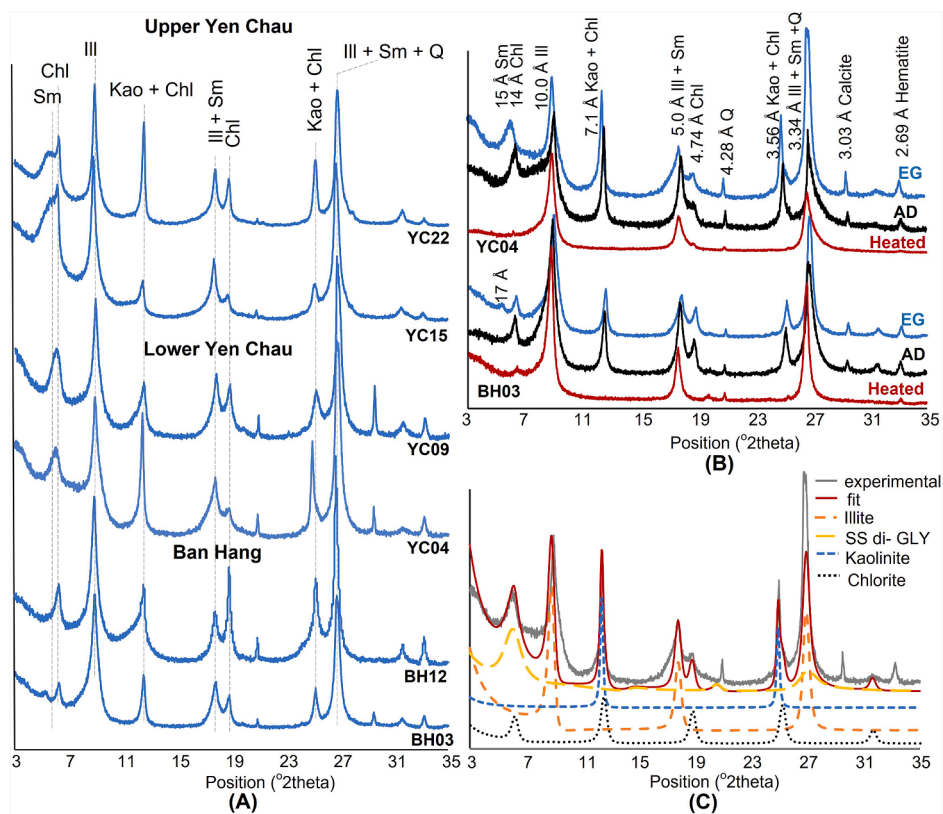 Upper Yen Chau
Ill
Ill + Sm + Q
Chl
Sm
Kao + Chl
Ill + Sm
Chl
Kao + Chl
YC22
YC15
Lower Yen Chau
YC09
YC04
Ban Hang
BH12
BH03
3 7 11 15 19 23 27 31 35
Position (°2theta)
(A)
15 Å Sm
14 Å Chl
10.0 Å Ill
7.1 Å Kao + Chl
5.0 Å Ill + Sm
4.74 Å Chl
4.28 Å Q
3.56 Å Kao + Chl
3.34 Å Ill + Sm +Q
3.03 Å Calcite
2.69 Å Hematite
EG
AD
YC04 Heated
17 Å
EG
AD
BH03 Heated
3 7 11 15 19 23 27 31 35
Position (°2theta)
(B)
experimental
fit
Illite
SS di- GLY
Kaolinite
Chlorite
3 7 11 15 19 23 27 31 35
Position (°2theta)
(C)